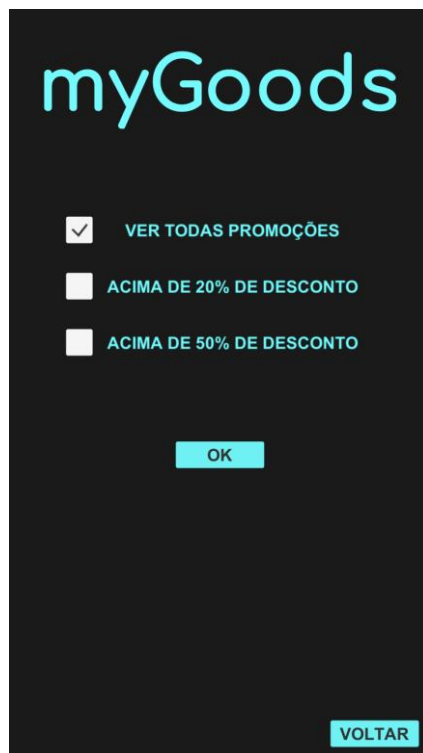 myGoods
VER TODAS PROMOÇÕES
ACIMA DE 20% DE DESCONTO
ACIMA DE 50% DE DESCONTO
OK
VOLTAR